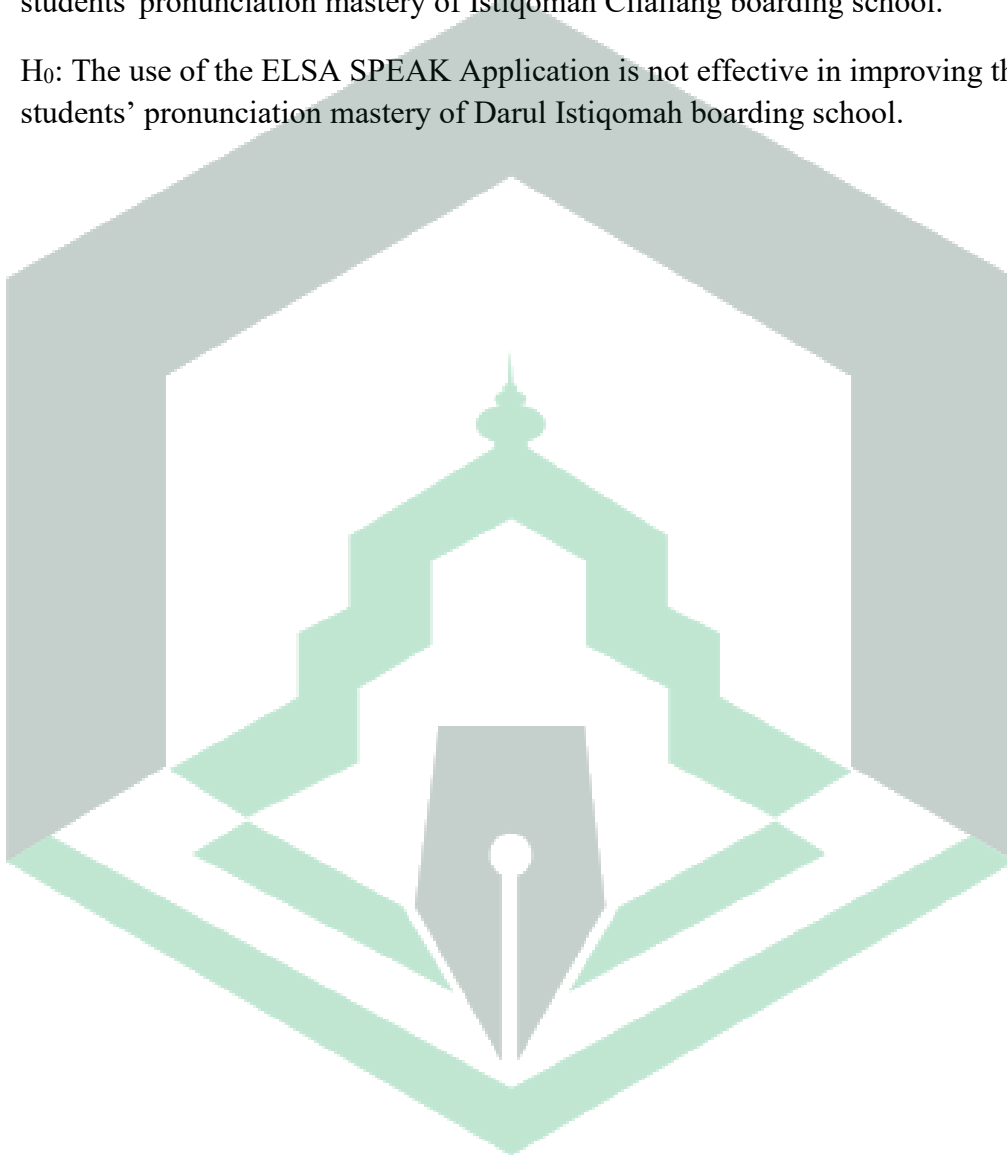 students' pronunciation mastery of Istiqomah Cilallang boarding school.
H₀: The use of the ELSA SPEAK Application is not effective in improving
students’ pronunciation mastery of Darul Istiqomah boarding school.